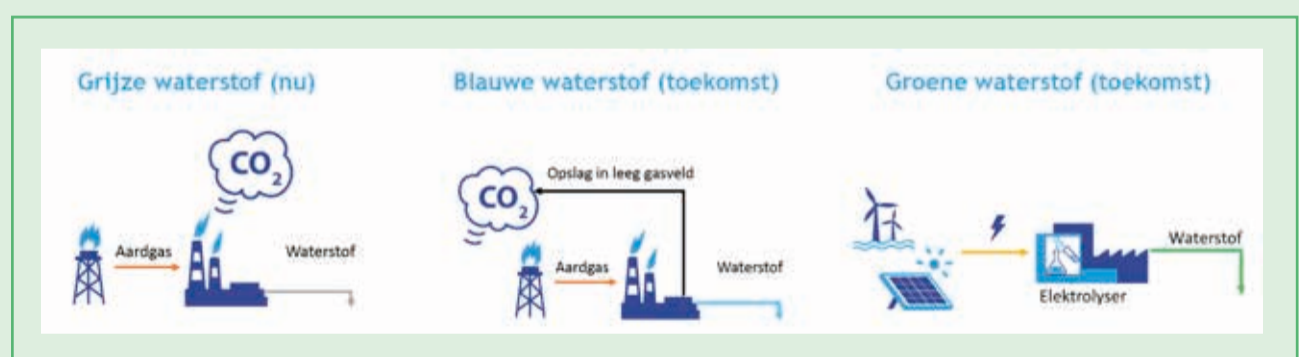 Grijze waterstof (nu)
CO2
Aardgas
Waterstof
Blauwe waterstof (toekomst)
Opslag in leeg gasveld
CO2
Aardgas
Waterstof
Groene waterstof (toekomst)
Waterstof
Elektrolyser